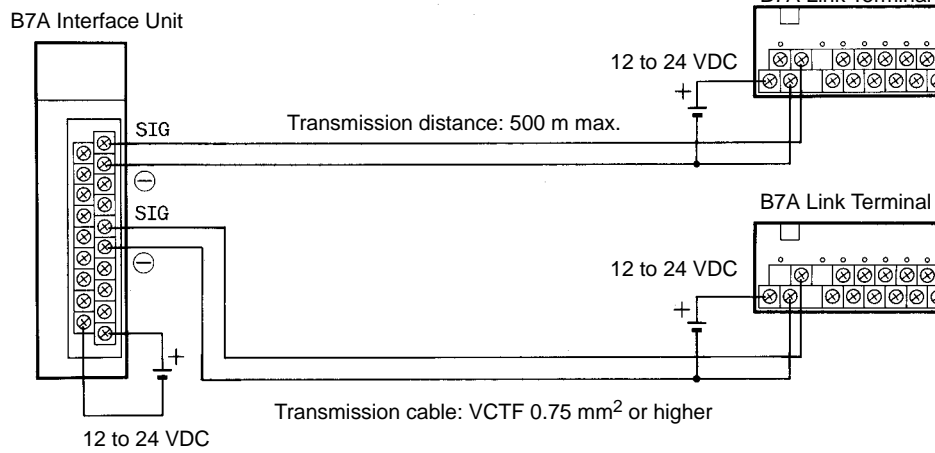 B7A Link Terminal
B7A Interface Unit
12 to 24 VDC
+
SIG
Transmission distance: 500 m max.
⊖
SIG
B7A Link Terminal
⊖
12 to 24 VDC
+
+
Transmission cable: VCTF 0.75 mm² or higher
12 to 24 VDC